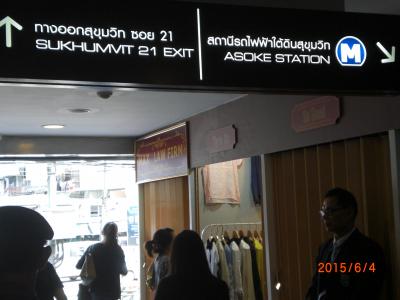 ทางออกสุขุมวิท ซอย 21
SUKHUMVIT 21 EXIT
สถานีรถไฟฟ้าใต้ดินสุขุมวิท
ASOKE STATION
M
LAW FIRM
2015/6/4